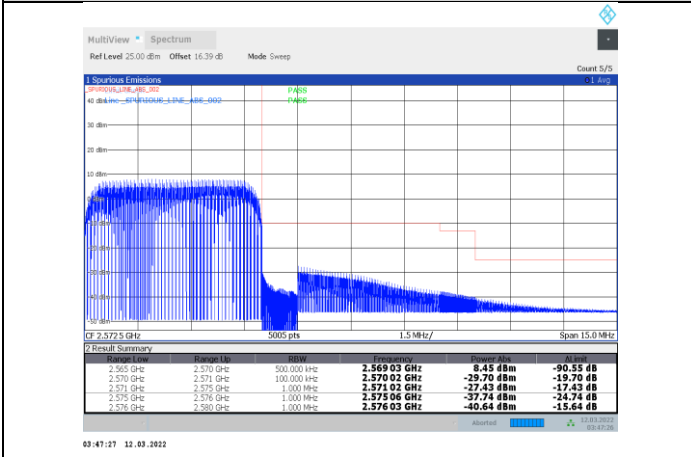 MultiView Spectrum
Ref Level 25.00 dBm Offset 16.39 dB Mode Sweep
Count 5/5
1 Spurious Emissions 1 Avg
_SPURIOUS_LINE_ABS_002 PASS
40 dBm Line _SPURIOUS_LINE_ABS_002 PASS
30 dBm
20 dBm
10 dBm
-50 dBm
CF 2.5725 GHz 5005 pts 1.5 MHz/ Span 15.0 MHz
2 Result Summary
Range Low Range Up RBW Frequency Power Abs ΔLimit
2.565 GHz 2.570 GHz 500.000 kHz 2.569 03 GHz 8.45 dBm -90.55 dB
2.570 GHz 2.571 GHz 100.000 kHz 2.570 02 GHz -29.70 dBm -19.70 dB
2.571 GHz 2.575 GHz 1.000 MHz 2.571 02 GHz -27.43 dBm -17.43 dB
2.575 GHz 2.576 GHz 1.000 MHz 2.575 06 GHz -37.74 dBm -24.74 dB
2.576 GHz 2.580 GHz 1.000 MHz 2.576 03 GHz -40.64 dBm -15.64 dB
Aborted 12.03.2022
03:47:26
03:47:27 12.03.2022